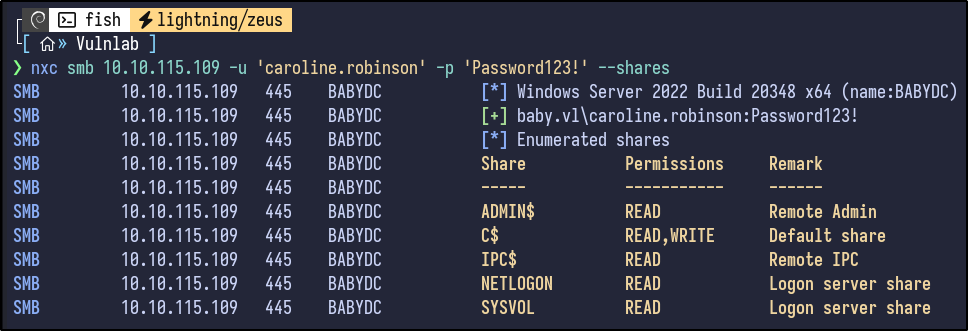 fish lightning/zeus
[ » Vulnlab ]
❯ nxc smb 10.10.115.109 -u 'caroline.robinson' -p 'Password123!' --shares
SMB 10.10.115.109 445 BABYDC [*] Windows Server 2022 Build 20348 x64 (name:BABYDC)
SMB 10.10.115.109 445 BABYDC [+] baby.vl\caroline.robinson:Password123!
SMB 10.10.115.109 445 BABYDC [*] Enumerated shares
SMB 10.10.115.109 445 BABYDC Share Permissions Remark
SMB 10.10.115.109 445 BABYDC ----- ----------- ------
SMB 10.10.115.109 445 BABYDC ADMIN$ READ Remote Admin
SMB 10.10.115.109 445 BABYDC C$ READ,WRITE Default share
SMB 10.10.115.109 445 BABYDC IPC$ READ Remote IPC
SMB 10.10.115.109 445 BABYDC NETLOGON READ Logon server share
SMB 10.10.115.109 445 BABYDC SYSVOL READ Logon server share